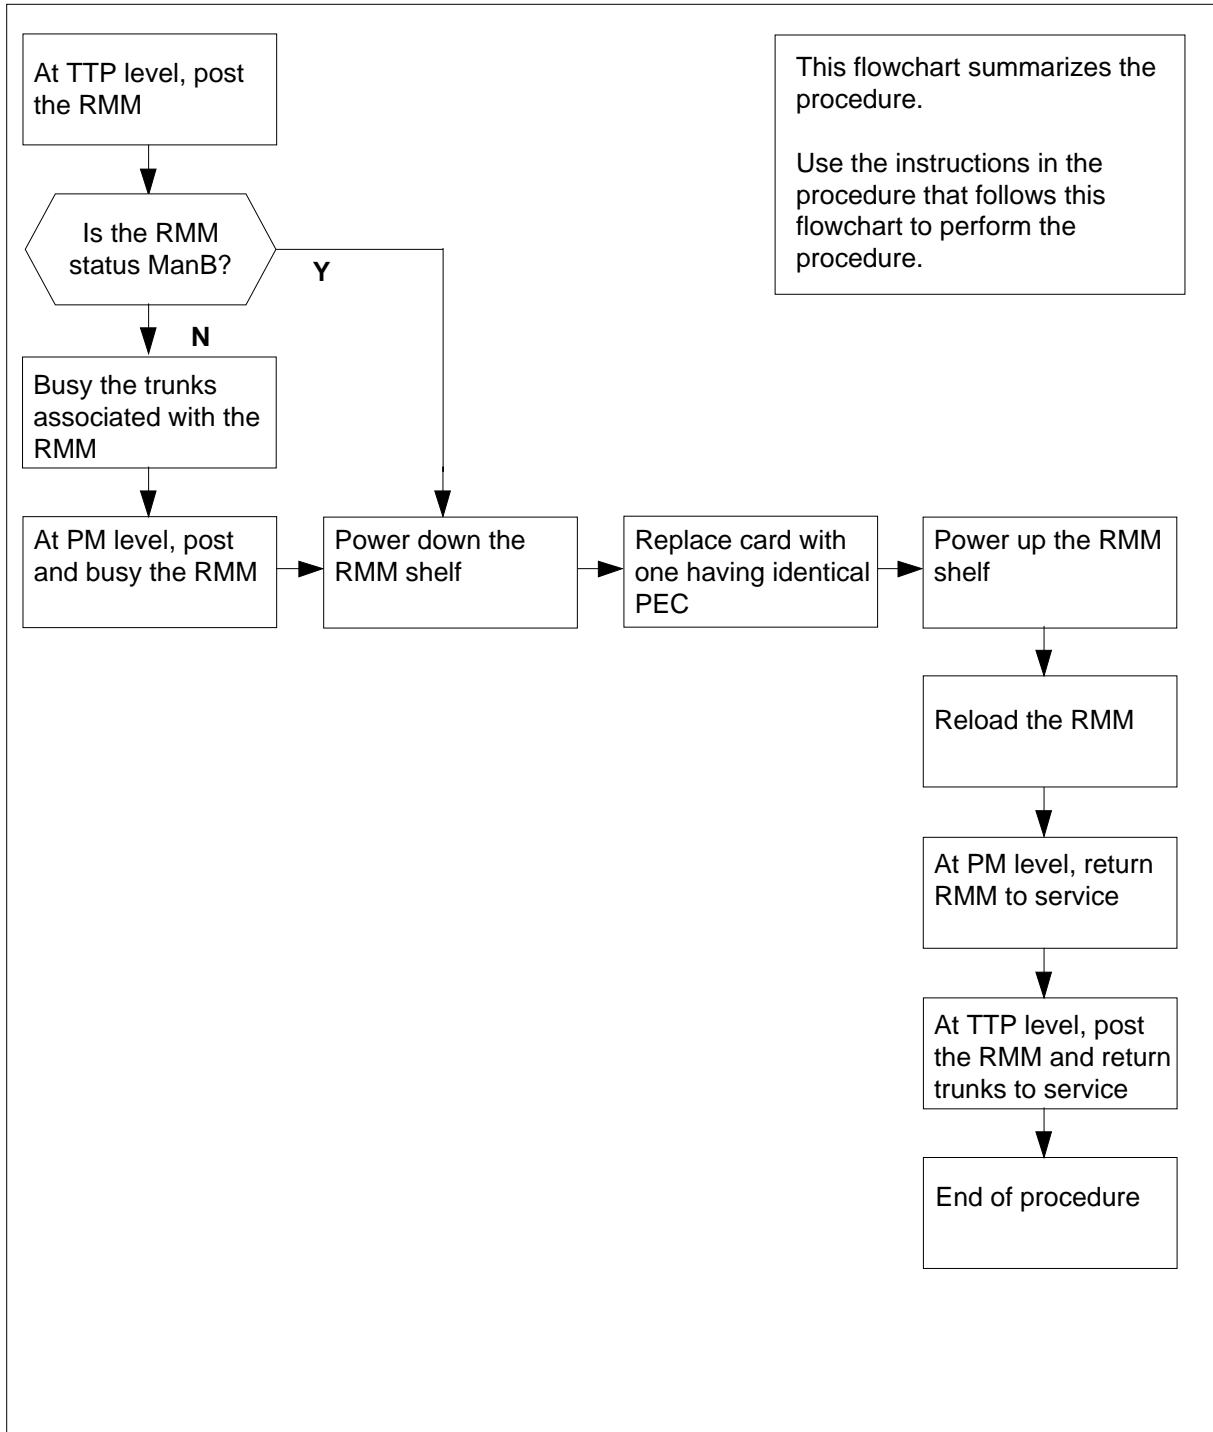 At TTP level, post
the RMM
This flowchart summarizes the
procedure.
Use the instructions in the
procedure that follows this
flowchart to perform the
procedure.
Is the RMM
status ManB?
Y
N
Busy the trunks
associated with the
RMM
At PM level, post
and busy the RMM
Power down the
RMM shelf
Replace card with
one having identical
PEC
Power up the RMM
shelf
Reload the RMM
At PM level, return
RMM to service
At TTP level, post
the RMM and return
trunks to service
End of procedure